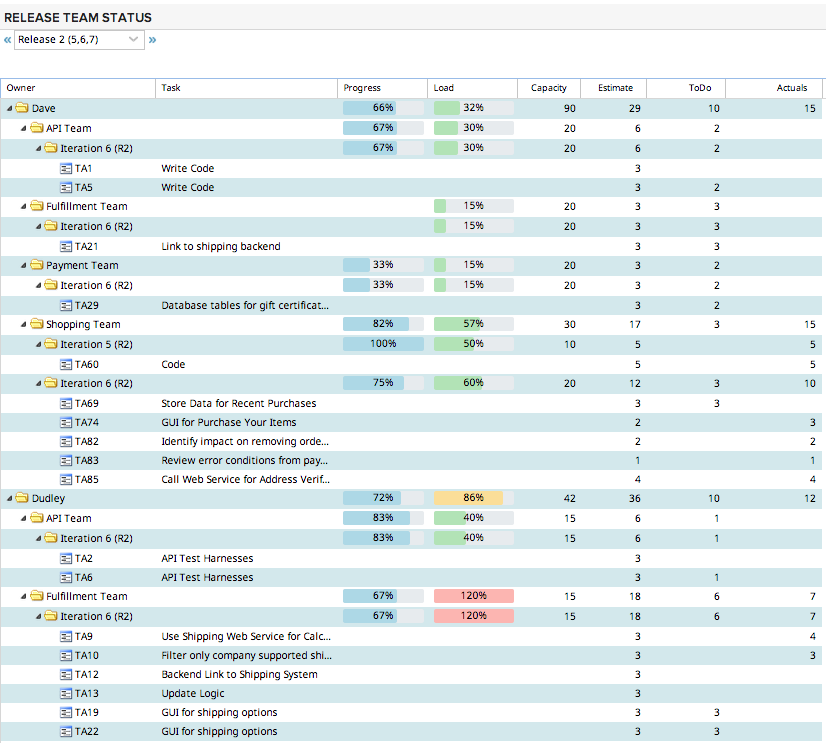 RELEASE TEAM STATUS
« Release 2 (5,6,7) »
Owner Task Progress Load Capacity Estimate ToDo Actuals
Dave 66% 32% 90 29 10 15
API Team 67% 30% 20 6 2
Iteration 6 (R2) 67% 30% 20 6 2
TA1 Write Code 3
TA5 Write Code 3 2
Fulfillment Team 15% 20 3 3
Iteration 6 (R2) 15% 20 3 3
TA21 Link to shipping backend 3 3
Payment Team 33% 15% 20 3 2
Iteration 6 (R2) 33% 15% 20 3 2
TA29 Database tables for gift certificat... 3 2
Shopping Team 82% 57% 30 17 3 15
Iteration 5 (R2) 100% 50% 10 5 5
TA60 Code 5 5
Iteration 6 (R2) 75% 60% 20 12 3 10
TA69 Store Data for Recent Purchases 3 3
TA74 GUI for Purchase Your Items 2 3
TA82 Identify impact on removing orde... 2 2
TA83 Review error conditions from pay... 1 1
TA85 Call Web Service for Address Verif... 4 4
Dudley 72% 86% 42 36 10 12
API Team 83% 40% 15 6 1
Iteration 6 (R2) 83% 40% 15 6 1
TA2 API Test Harnesses 3
TA6 API Test Harnesses 3 1
Fulfillment Team 67% 120% 15 18 6 7
Iteration 6 (R2) 67% 120% 15 18 6 7
TA9 Use Shipping Web Service for Calc... 3 4
TA10 Filter only company supported shi... 3 3
TA12 Backend Link to Shipping System 3
TA13 Update Logic 3
TA19 GUI for shipping options 3 3
TA22 GUI for shipping options 3 3